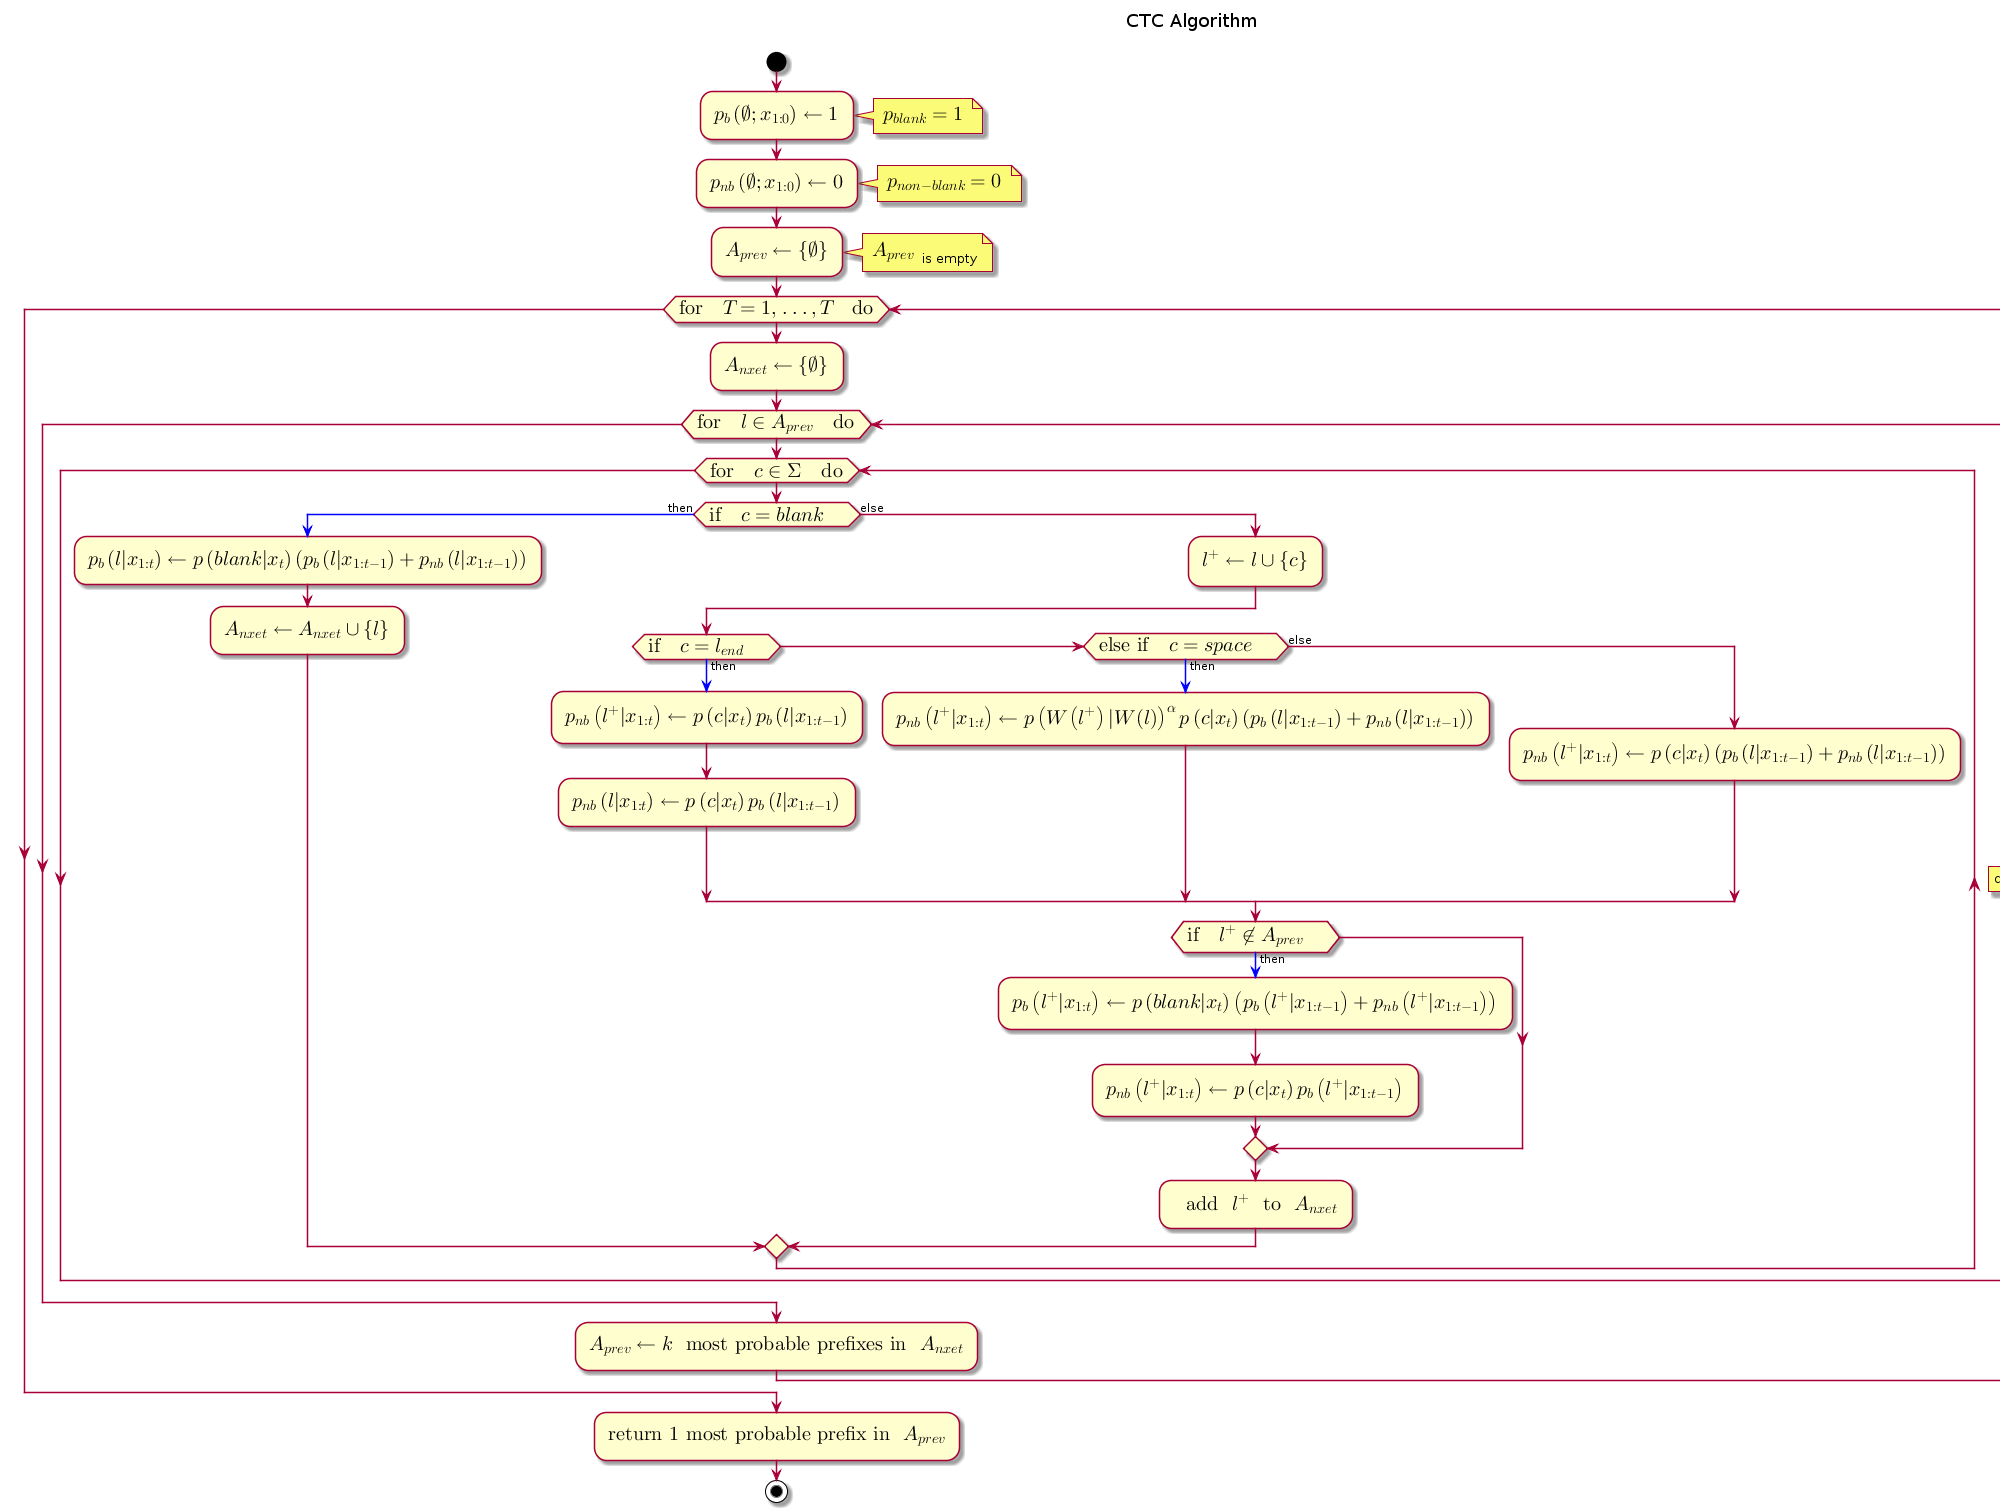 CTC Algorithm
p_b (∅; x_{1:0}) ← 1
p_{blank} = 1
p_{nb} (∅; x_{1:0}) ← 0
p_{non−blank} = 0
A_{prev} ← {∅}
A_{prev} is empty
for T = 1, . . . , T do
A_{nxet} ← {∅}
for l ∈ A_{prev} do
for c ∈ Σ do
then
if c = blank
else
p_b (l|x_{1:t}) ← p (blank|x_t) (p_b (l|x_{1:t−1}) + p_{nb} (l|x_{1:t−1}))
l^+ ← l ∪ {c}
A_{nxet} ← A_{nxet} ∪ {l}
if c = l_{end}
then
else if c = space
then
else
p_{nb} (l^+|x_{1:t}) ← p (c|x_t) p_b (l|x_{1:t−1})
p_{nb} (l^+|x_{1:t}) ← p (W (l^+) |W(l))^α p (c|x_t) (p_b (l|x_{1:t−1}) + p_{nb} (l|x_{1:t−1}))
p_{nb} (l^+|x_{1:t}) ← p (c|x_t) (p_b (l|x_{1:t−1}) + p_{nb} (l|x_{1:t−1}))
p_{nb} (l|x_{1:t}) ← p (c|x_t) p_b (l|x_{1:t−1})
if l^+ ∉ A_{prev}
then
p_b (l^+|x_{1:t}) ← p (blank|x_t) (p_b (l^+|x_{1:t−1}) + p_{nb} (l^+|x_{1:t−1}))
p_{nb} (l^+|x_{1:t}) ← p (c|x_t) p_b (l^+|x_{1:t−1})
add l^+ to A_{nxet}
A_{prev} ← k most probable prefixes in A_{nxet}
return 1 most probable prefix in A_{prev}